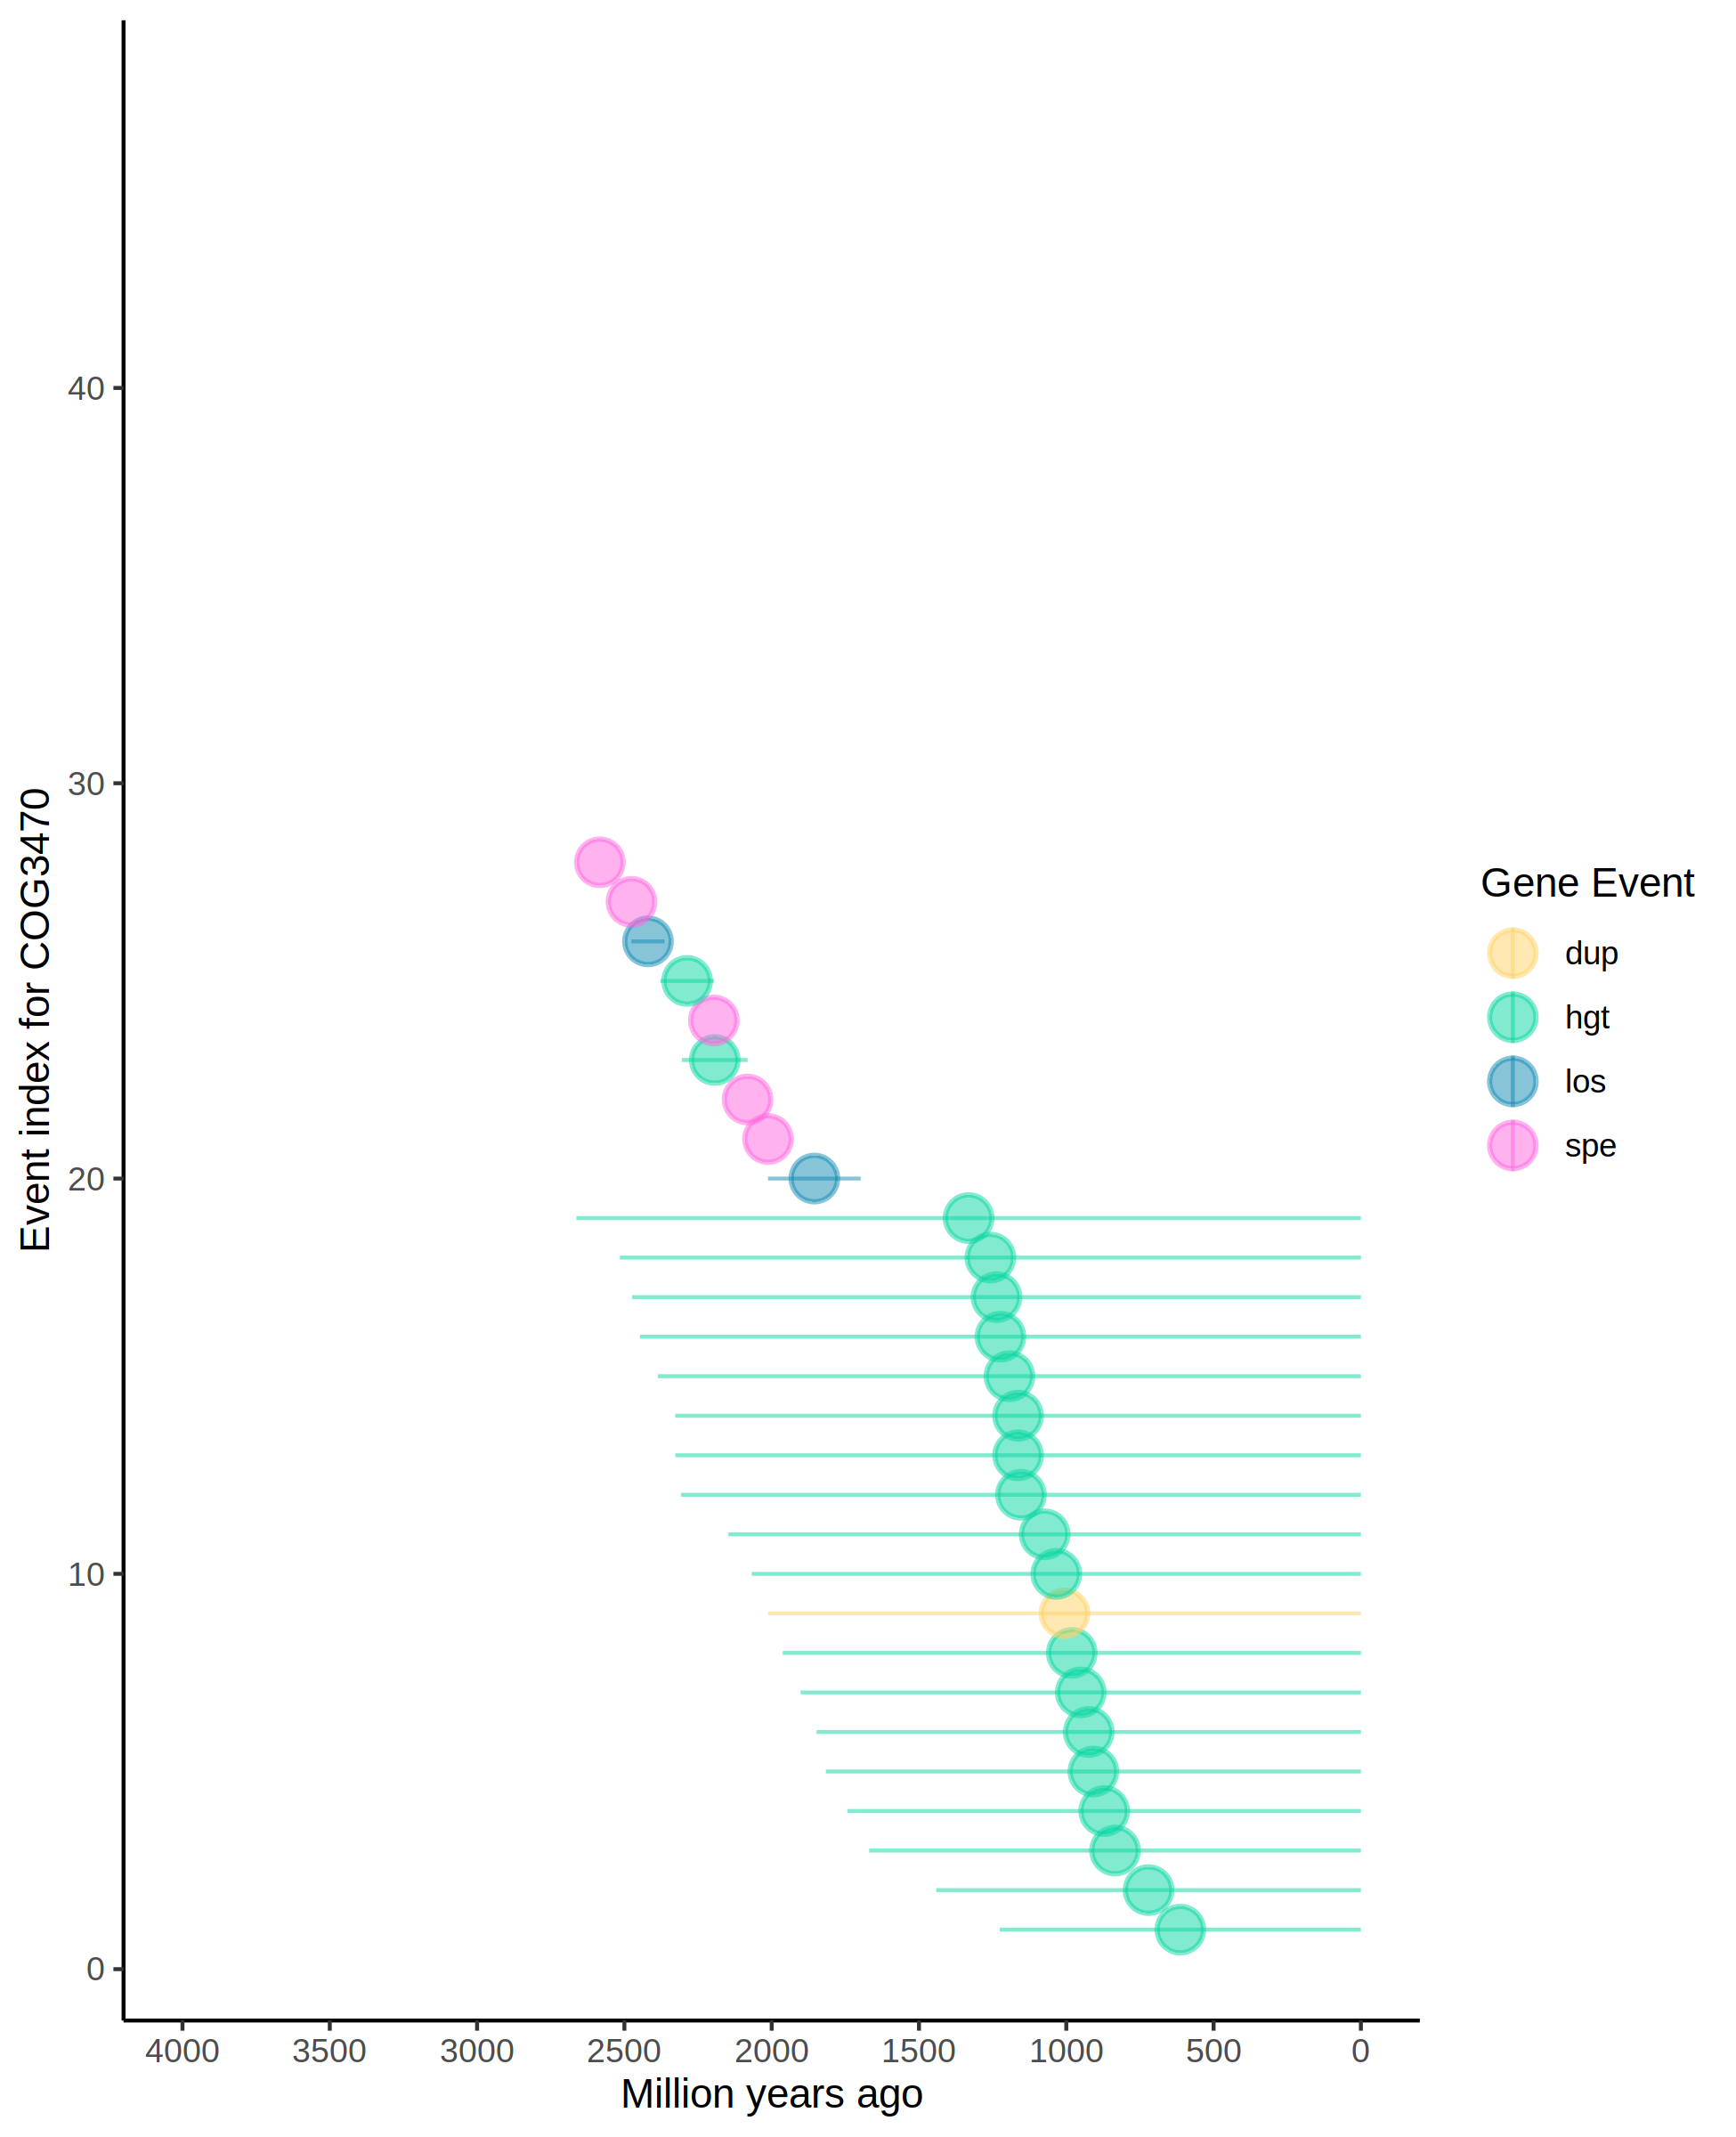 Event index for COG3470
40
30
20
10
0
4000 3500 3000 2500 2000 1500 1000 500 0
Million years ago
Gene Event
dup
hgt
los
spe